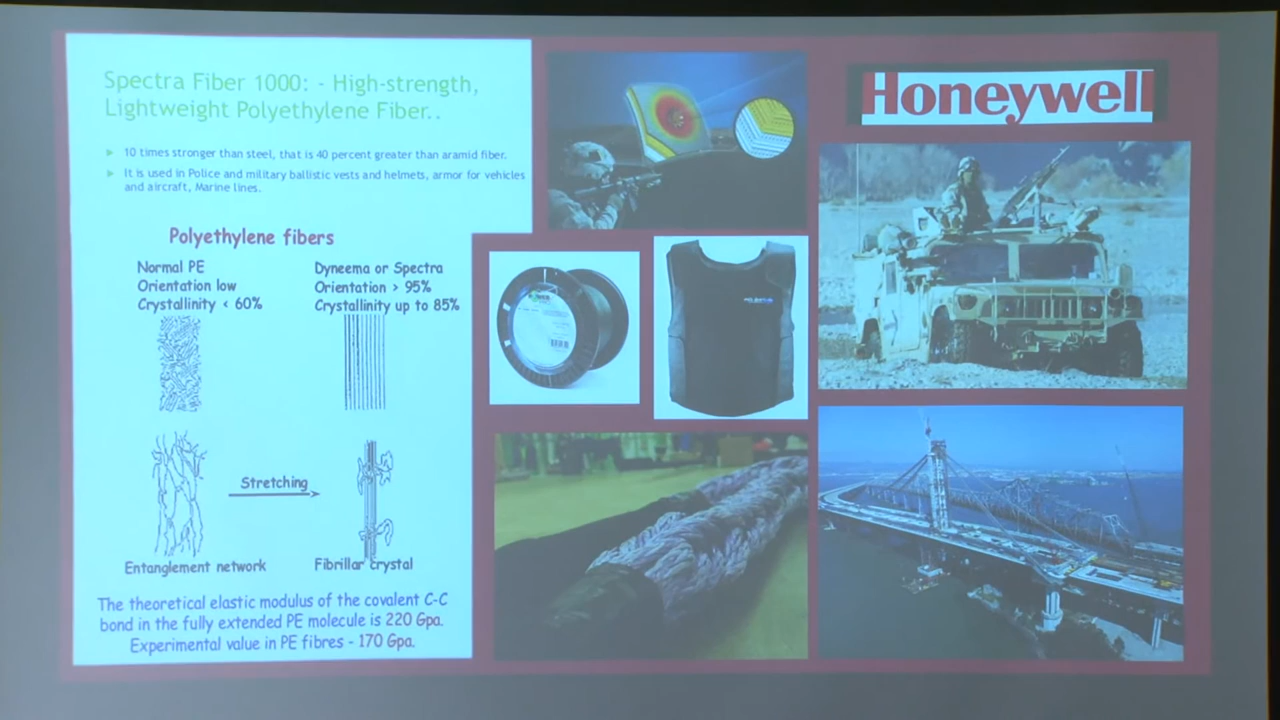 Spectra Fiber 1000: - High-strength,
Lightweight Polyethylene Fiber..
10 times stronger than steel, that is 40 percent greater than aramid fiber.
It is used in Police and military ballistic vests and helmets, armor for vehicles
and aircraft, Marine lines.
Polyethylene fibers
Normal PE
Orientation low
Crystallinity < 60%
Dyneema or Spectra
Orientation > 95%
Crystallinity up to 85%
Stretching
Entanglement network
Fibrillar crystal
The theoretical elastic modulus of the covalent C-C
bond in the fully extended PE molecule is 220 Gpa.
Experimental value in PE fibres - 170 Gpa.
Honeywell